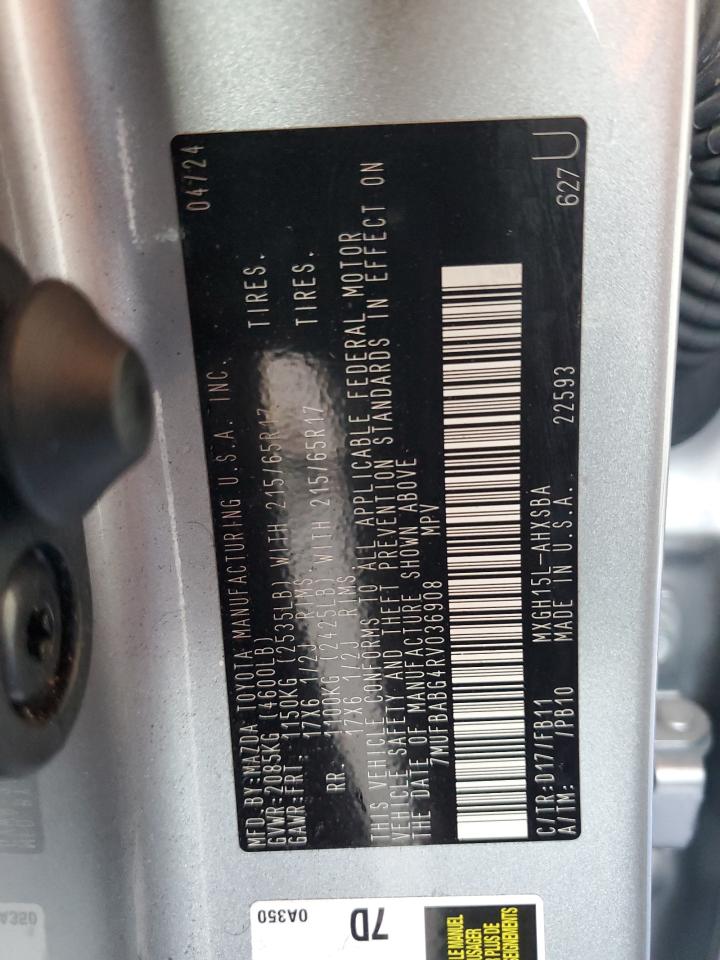 04/24
MFD. BY:MAZDA TOYOTA MANUFACTURING U.S.A. INC.
GVWR:2085KG (4600LB)
GAWR:FRT 1150KG (2535LB) WITH 215/65R17 TIRES.
17X6 1/2J RIMS
RR 1100KG (2425LB) WITH 215/65R17 TIRES.
17X6 1/2J RIMS
THIS VEHICLE CONFORMS TO ALL APPLICABLE FEDERAL MOTOR
VEHICLE SAFETY AND THEFT PREVENTION STANDARDS IN EFFECT ON
THE DATE OF MANUFACTURE SHOWN ABOVE.
7MUFBABG4RV036908 MPV
C/TR:D17/FB11 MXGH15L-AHXSBA 627 U
A/TM: /PB10 MADE IN U.S.A. 22593
0A350
7D
LE MANUEL